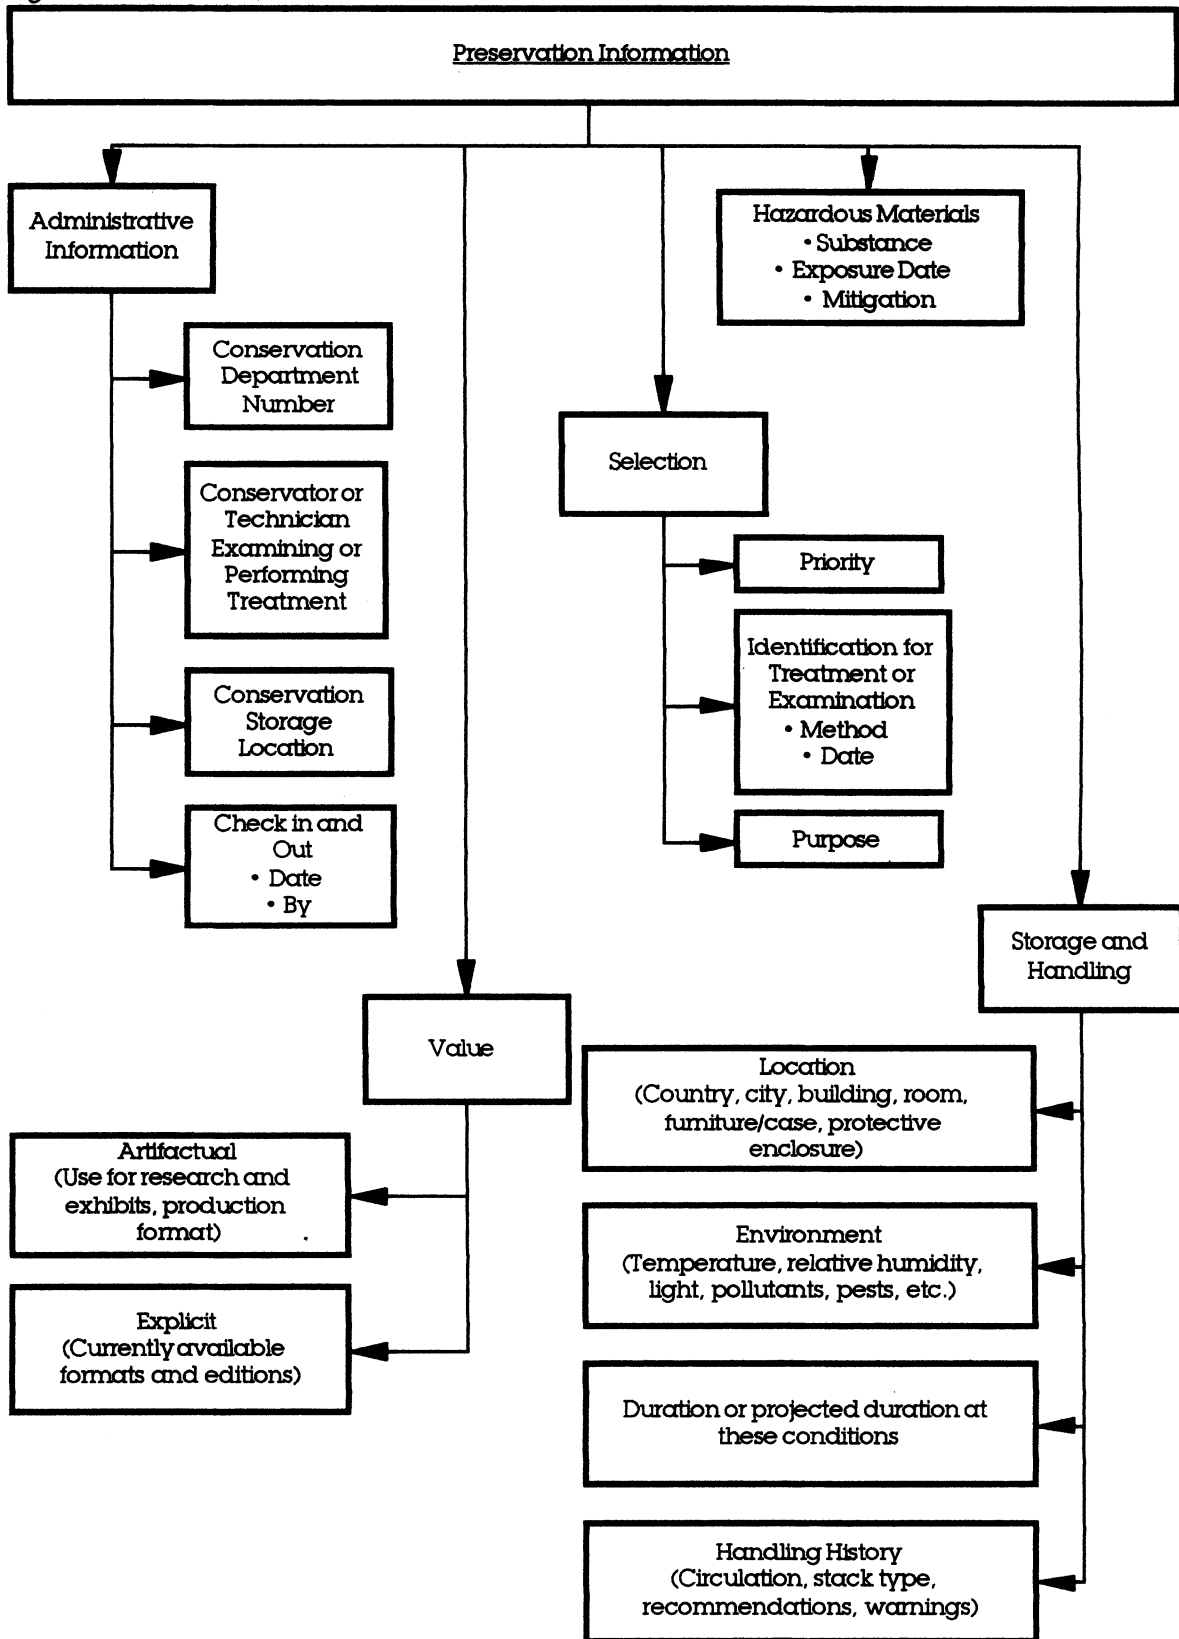 Preservation Information
Administrative
Information
Conservation
Department
Number
Conservator or
Technician
Examining or
Performing
Treatment
Conservation
Storage
Location
Check in and
Out
• Date
• By
Value
Artifactual
(Use for research and
exhibits, production
format)
Explicit
(Currently available
formats and editions)
Selection
Priority
Identification for
Treatment or
Examination
• Method
• Date
Purpose
Hazardous Materials
• Substance
• Exposure Date
• Mitigation
Storage and
Handling
Location
(Country, city, building, room,
furniture/case, protective
enclosure)
Environment
(Temperature, relative humidity,
light, pollutants, pests, etc.)
Duration or projected duration at
these conditions
Handling History
(Circulation, stack type,
recommendations, warnings)